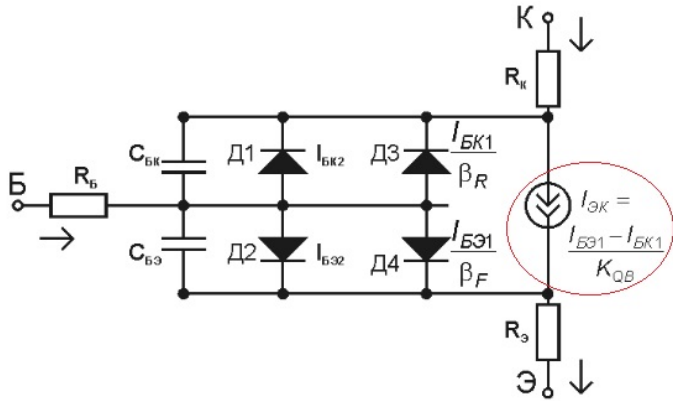 К
Rк
CБК
Д1
IБК2
Д3
IБК1
βR
Б
RБ
IЭК =
IБЭ1 – IБК1
KQB
CБЭ
Д2
IБЭ2
Д4
IБЭ1
βF
RЭ
Э